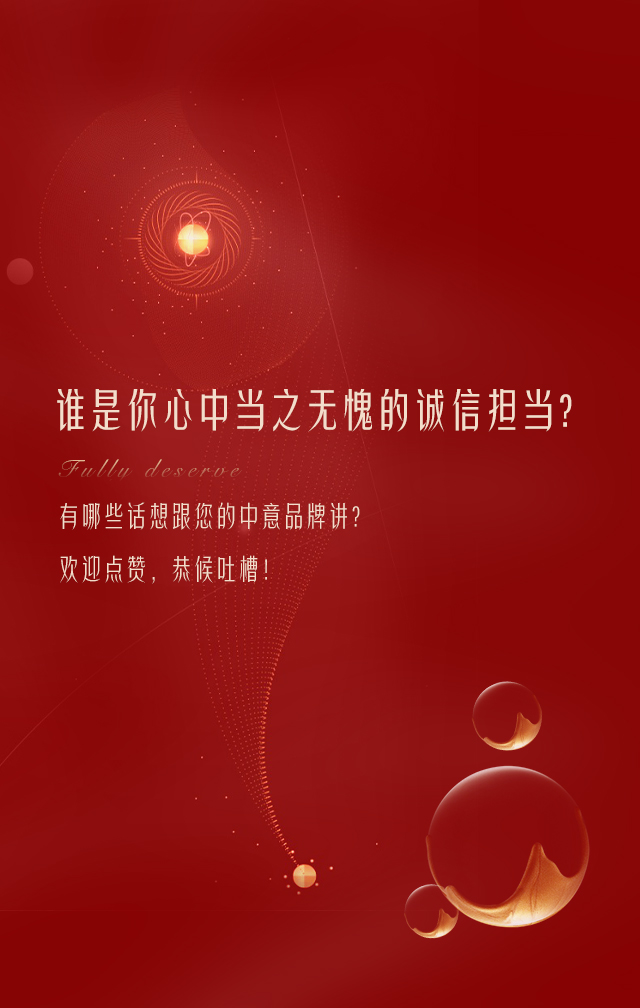 谁是你心中当之无愧的诚信担当?
Fully deserve
有哪些话想跟您的中意品牌讲?
欢迎点赞，恭候吐槽!